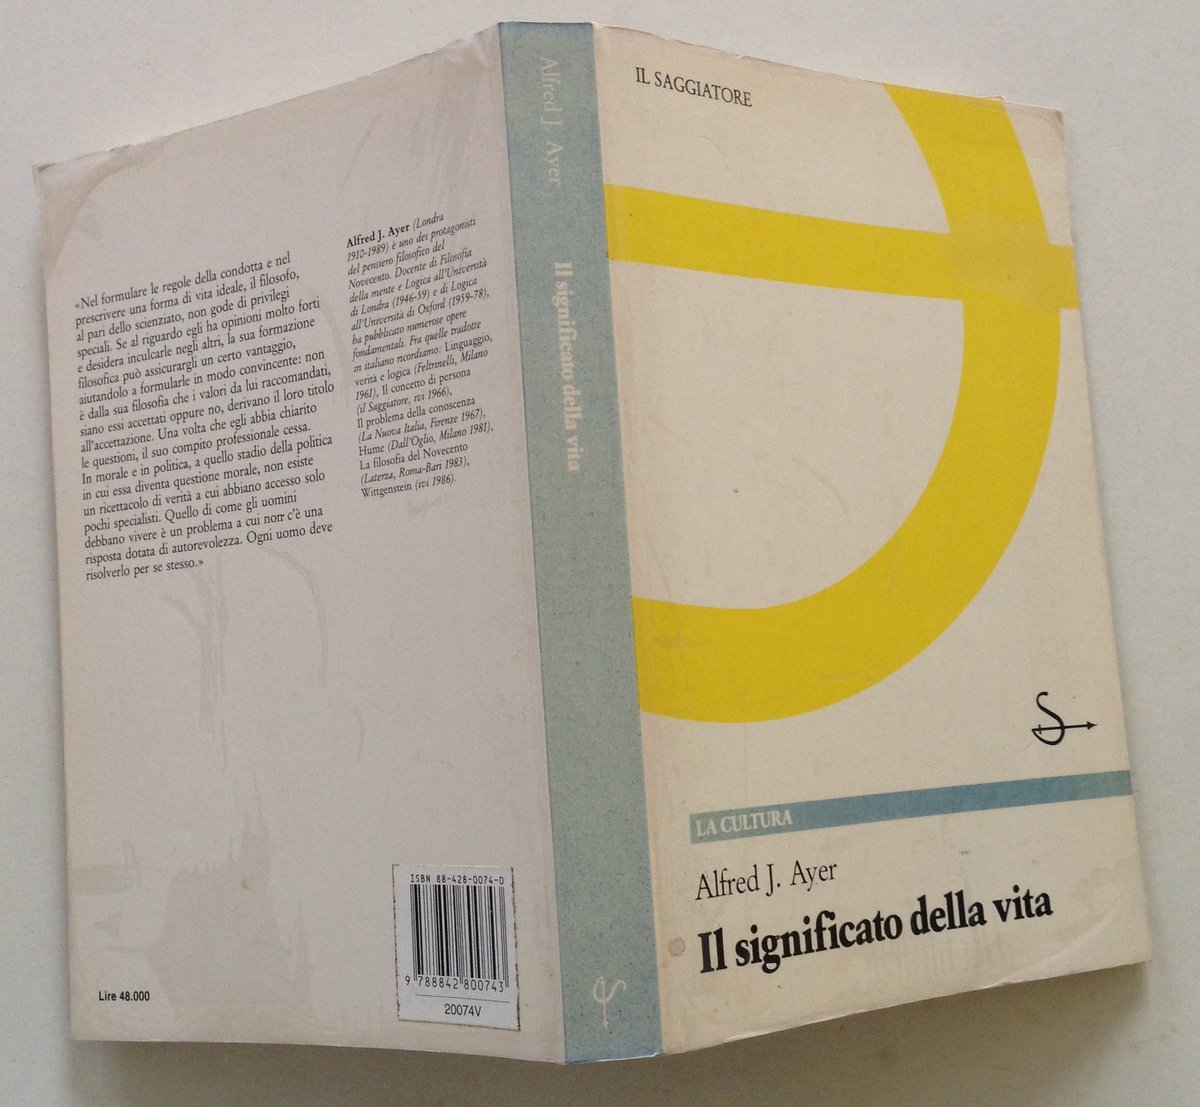 «Nel formulare le regole della condotta e nel
prescrivere una forma di vita ideale, il filosofo,
al pari dello scienziato, non gode di privilegi
speciali. Se al riguardo egli ha opinioni molto forti
e desidera inculcarle negli altri, la sua formazione
filosofica può assicurargli un certo vantaggio,
aiutandolo a formularle in modo convincente: non
è dalla sua filosofia che i valori da lui raccomandati,
siano essi accettati oppure no, derivano il loro titolo
all'accettazione. Una volta che egli abbia chiarito
le questioni, il suo compito professionale cessa.
In morale e in politica, a quello stadio della politica
in cui essa diventa questione morale, non esiste
un ricettacolo di verità a cui abbiano accesso solo
pochi specialisti. Quello di come gli uomini
debbano vivere è un problema a cui non c'è una
risposta dotata di autorevolezza. Ogni uomo deve
risolverlo per se stesso.»
Alfred J. Ayer (Londra
1910-1989) è uno dei protagonisti
del pensiero filosofico del
Novecento. Docente di Filosofia
della mente e Logica all'Università
di Londra (1946-59) e di Logica
all'Università di Oxford (1959-78),
ha pubblicato numerose opere
fondamentali. Fra quelle tradotte
in italiano ricordiamo: Linguaggio,
verità e logica (Feltrinelli, Milano
1961), Il concetto di persona
(il Saggiatore, ivi 1966),
Il problema della conoscenza
(La Nuova Italia, Firenze 1967),
Hume (Dall'Oglio, Milano 1981),
La filosofia del Novecento
(Laterza, Roma-Bari 1983),
Wittgenstein (ivi 1986).
Lire 48.000
ISBN 88-428-0074-0
9 788842 800743
20074V
Alfred J. Ayer Il significato della vita
IL SAGGIATORE
LA CULTURA
Alfred J. Ayer
Il significato della vita